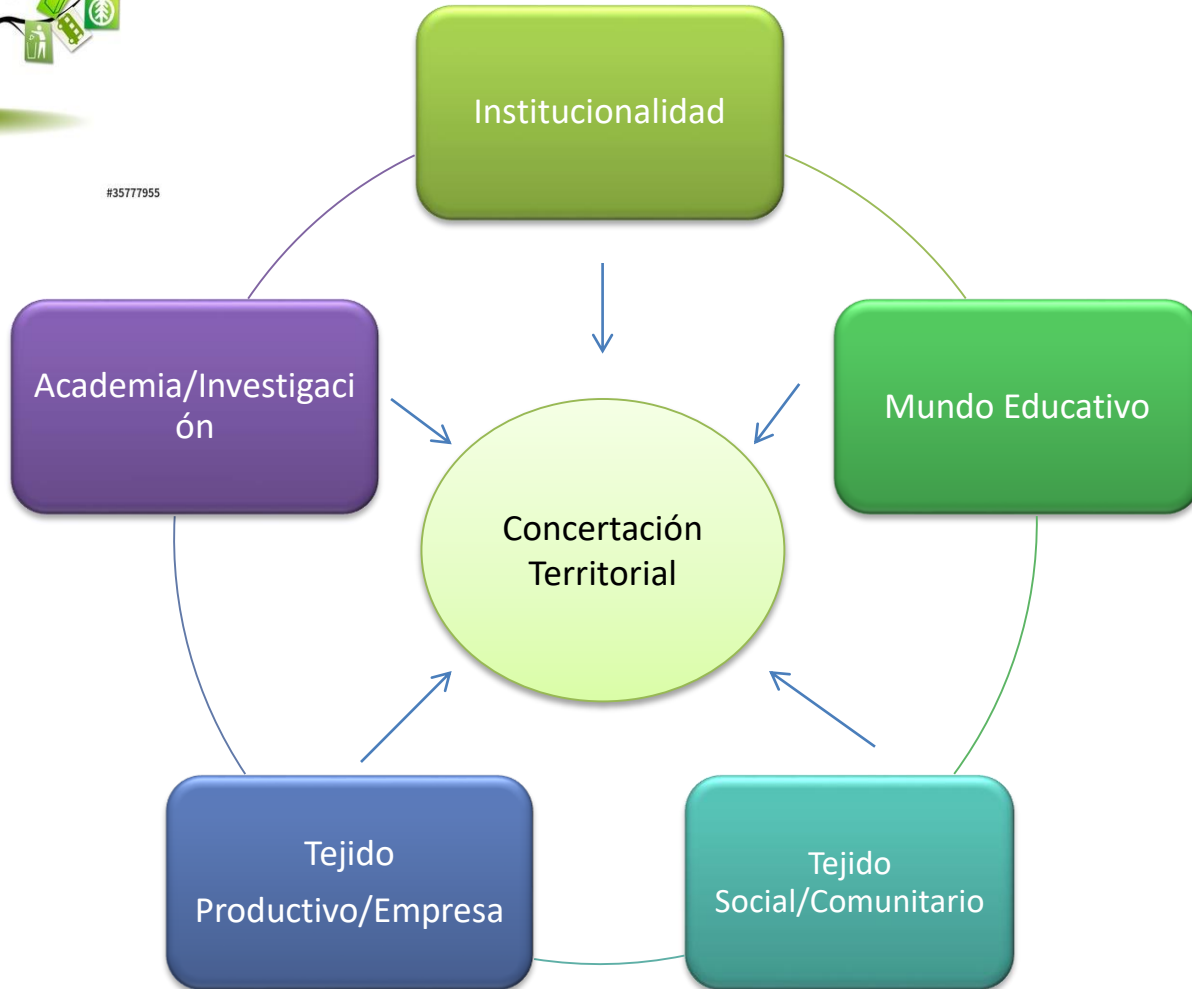 Institucionalidad
#35777955
Academia/Investigaci
ón
Mundo Educativo
Concertación
Territorial
Tejido
Productivo/Empresa
Tejido
Social/Comunitario